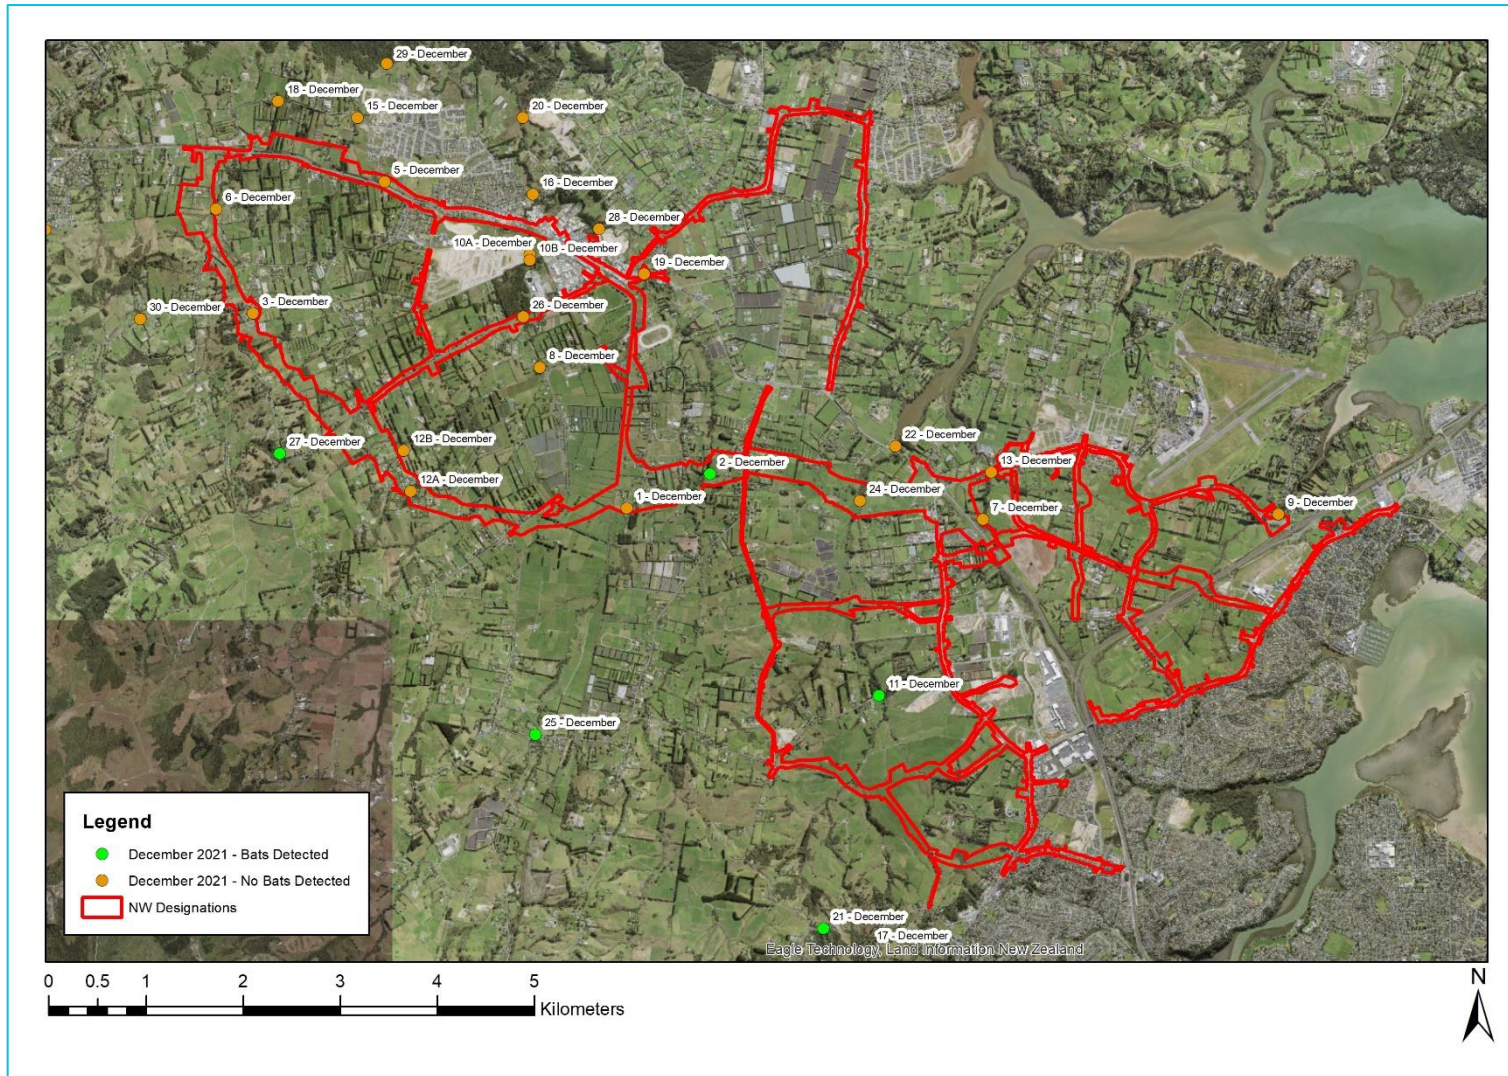 29 - December
18 - December
15 - December
20 - December
5 - December
16 - December
6 - December
28 - December
10A - December
10B - December
19 - December
30 - December
3 - December
26 - December
8 - December
27 - December
12B - December
22 - December
2 - December
13 - December
12A - December
1 - December
24 - December
9 - December
7 - December
11 - December
25 - December
21 - December
17 - December
Eagle Technology, Land Information New Zealand
Legend
December 2021 - Bats Detected
December 2021 - No Bats Detected
NW Designations
0 0.5 1 2 3 4 5
Kilometers
N